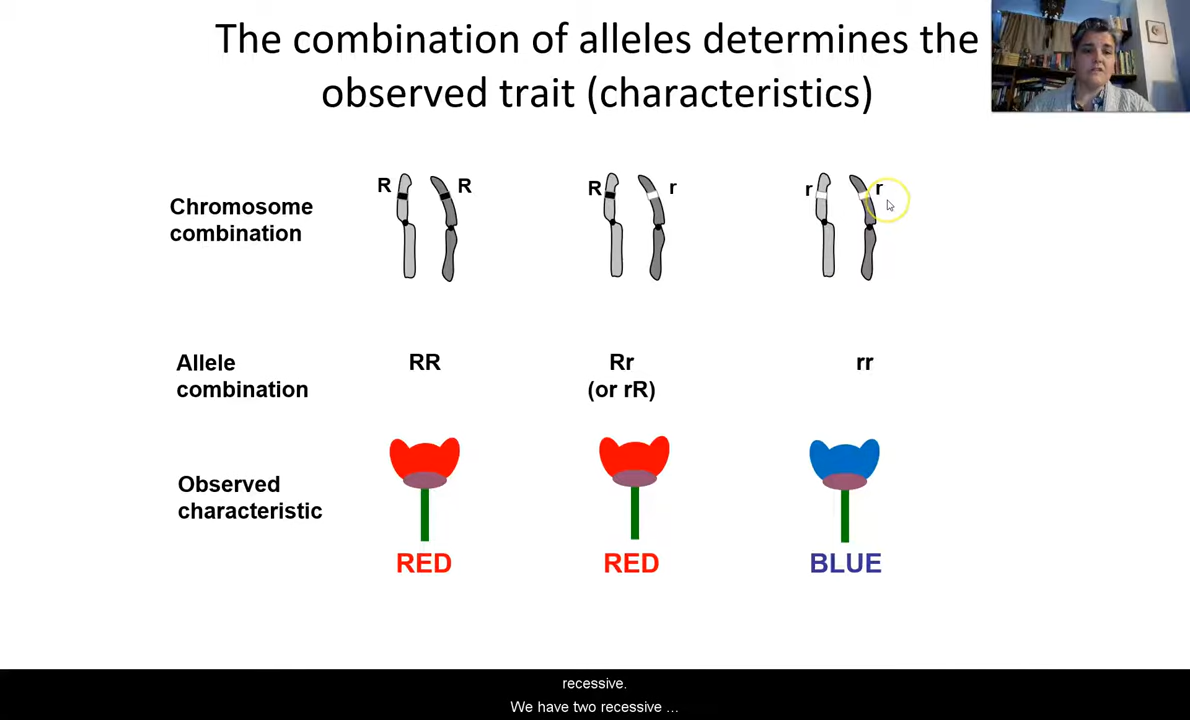 The combination of alleles determines the
observed trait (characteristics)
Chromosome
combination
R R
R r
r r
Allele
combination
RR
Rr
(or rR)
rr
Observed
characteristic
RED
RED
BLUE
recessive.
We have two recessive ...